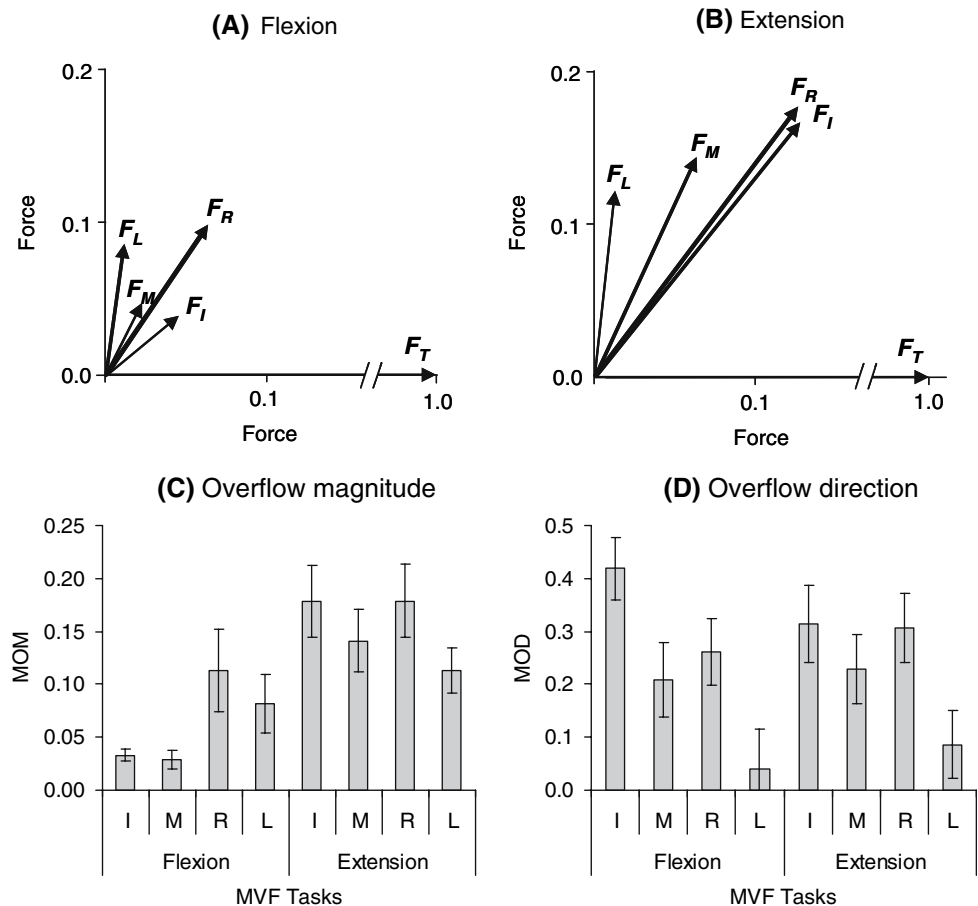 (A) Flexion
0.2
0.1
0.0
Force
F_L
F_R
F_M
F_I
F_T
0.1
1.0
Force
(B) Extension
0.2
0.1
0.0
Force
F_R
F_I
F_M
F_L
F_T
0.1
1.0
Force
(C) Overflow magnitude
0.25
0.20
0.15
0.10
0.05
0.00
MOM
I M R L I M R L
Flexion Extension
MVF Tasks
(D) Overflow direction
0.5
0.4
0.3
0.2
0.1
0.0
MOD
I M R L I M R L
Flexion Extension
MVF Tasks